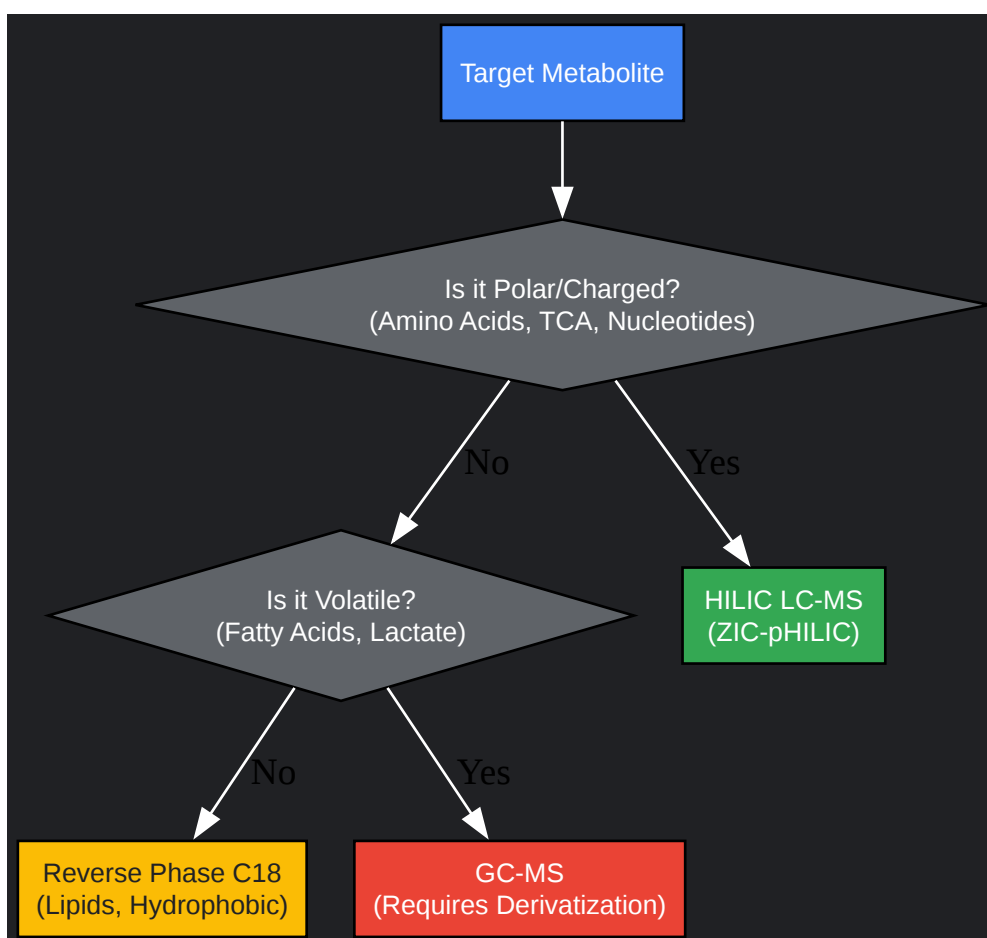 Target Metabolite
Is it Polar/Charged?
(Amino Acids, TCA, Nucleotides)
No
Yes
Is it Volatile?
(Fatty Acids, Lactate)
HILIC LC-MS
(ZIC-pHILIC)
No
Yes
Reverse Phase C18
(Lipids, Hydrophobic)
GC-MS
(Requires Derivatization)